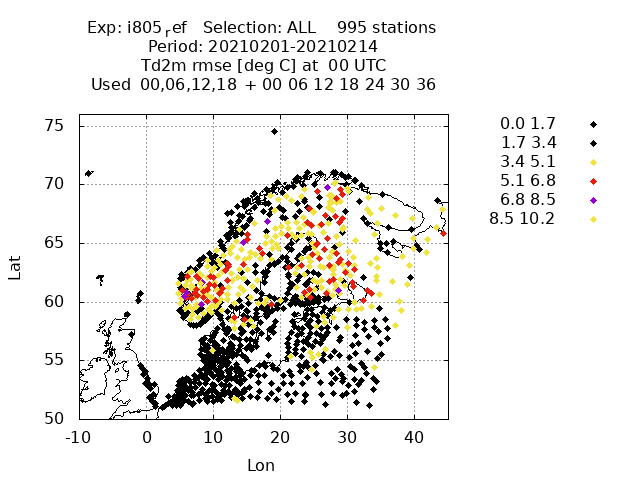 Exp: i805ref Selection: ALL 995 stations
Period: 20210201-20210214
Td2m rmse [deg C] at 00 UTC
Used 00,06,12,18 + 00 06 12 18 24 30 36
0.0 1.7
1.7 3.4
3.4 5.1
5.1 6.8
6.8 8.5
8.5 10.2
75
70
65
60
55
50
Lat
-10 0 10 20 30 40
Lon